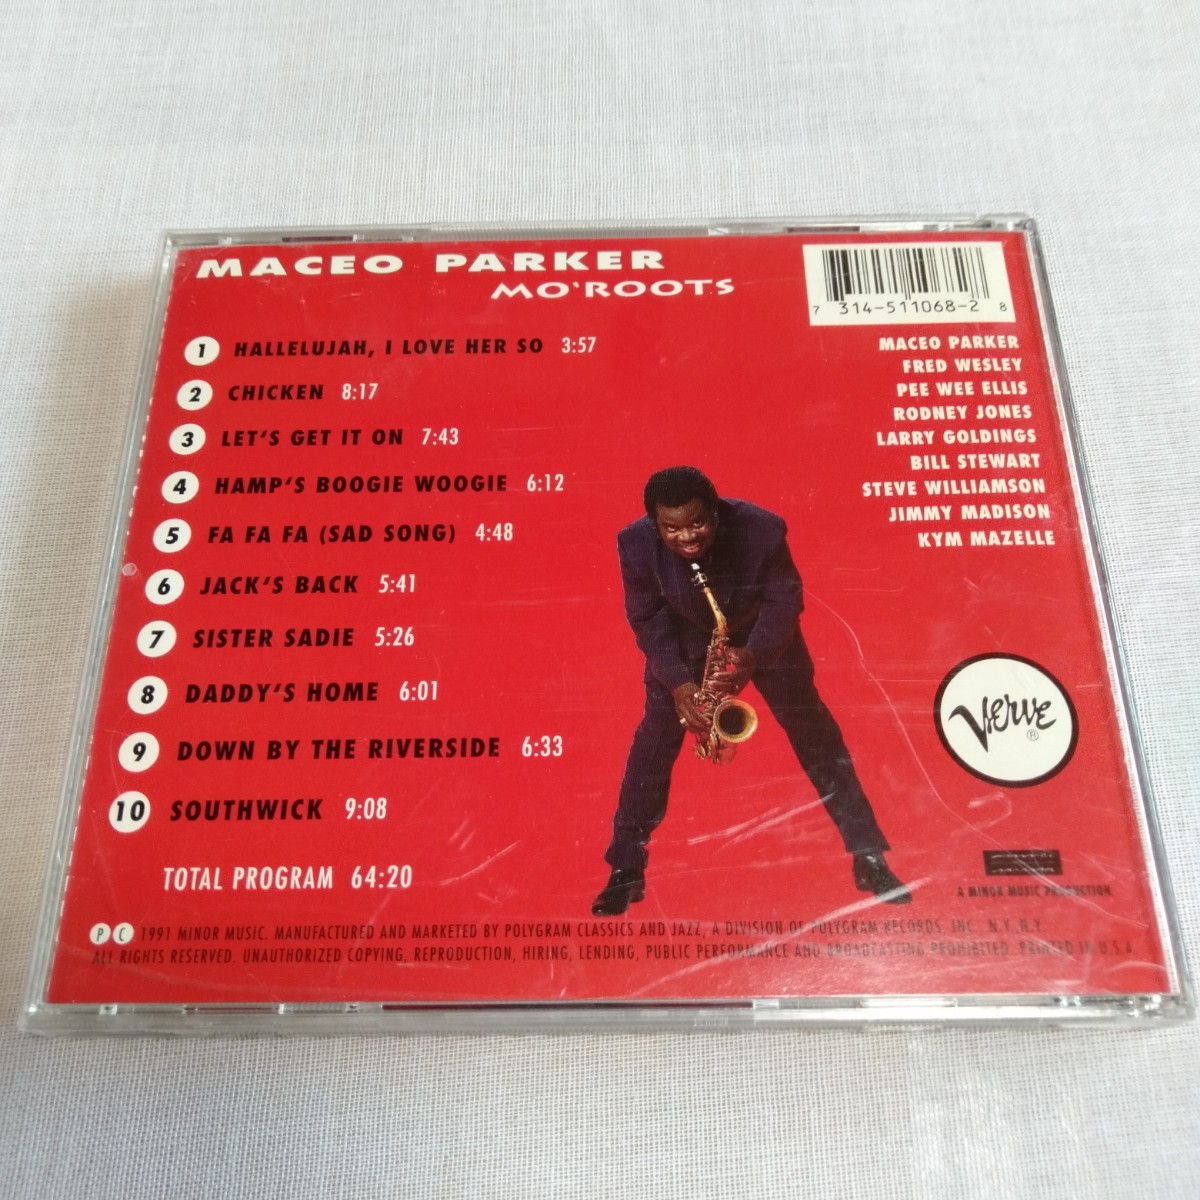 MACEO PARKER
MO'ROOTS
7 314-511068-2 8
1 HALLELUJAH, I LOVE HER SO 3:57
2 CHICKEN 8:17
3 LET'S GET IT ON 7:43
4 HAMP'S BOOGIE WOOGIE 6:12
5 FA FA FA (SAD SONG) 4:48
6 JACK'S BACK 5:41
7 SISTER SADIE 5:26
8 DADDY'S HOME 6:01
9 DOWN BY THE RIVERSIDE 6:33
10 SOUTHWICK 9:08
TOTAL PROGRAM 64:20
MACEO PARKER
FRED WESLEY
PEE WEE ELLIS
RODNEY JONES
LARRY GOLDINGS
BILL STEWART
STEVE WILLIAMSON
JIMMY MADISON
KYM MAZELLE
Verve ®
A MINOR MUSIC PRODUCTION
P C 1991 MINOR MUSIC. MANUFACTURED AND MARKETED BY POLYGRAM CLASSICS AND JAZZ, A DIVISION OF POLYGRAM RECORDS, INC., N.Y., N.Y.
ALL RIGHTS RESERVED. UNAUTHORIZED COPYING, REPRODUCTION, HIRING, LENDING, PUBLIC PERFORMANCE AND BROADCASTING PROHIBITED. PRINTED IN U.S.A.